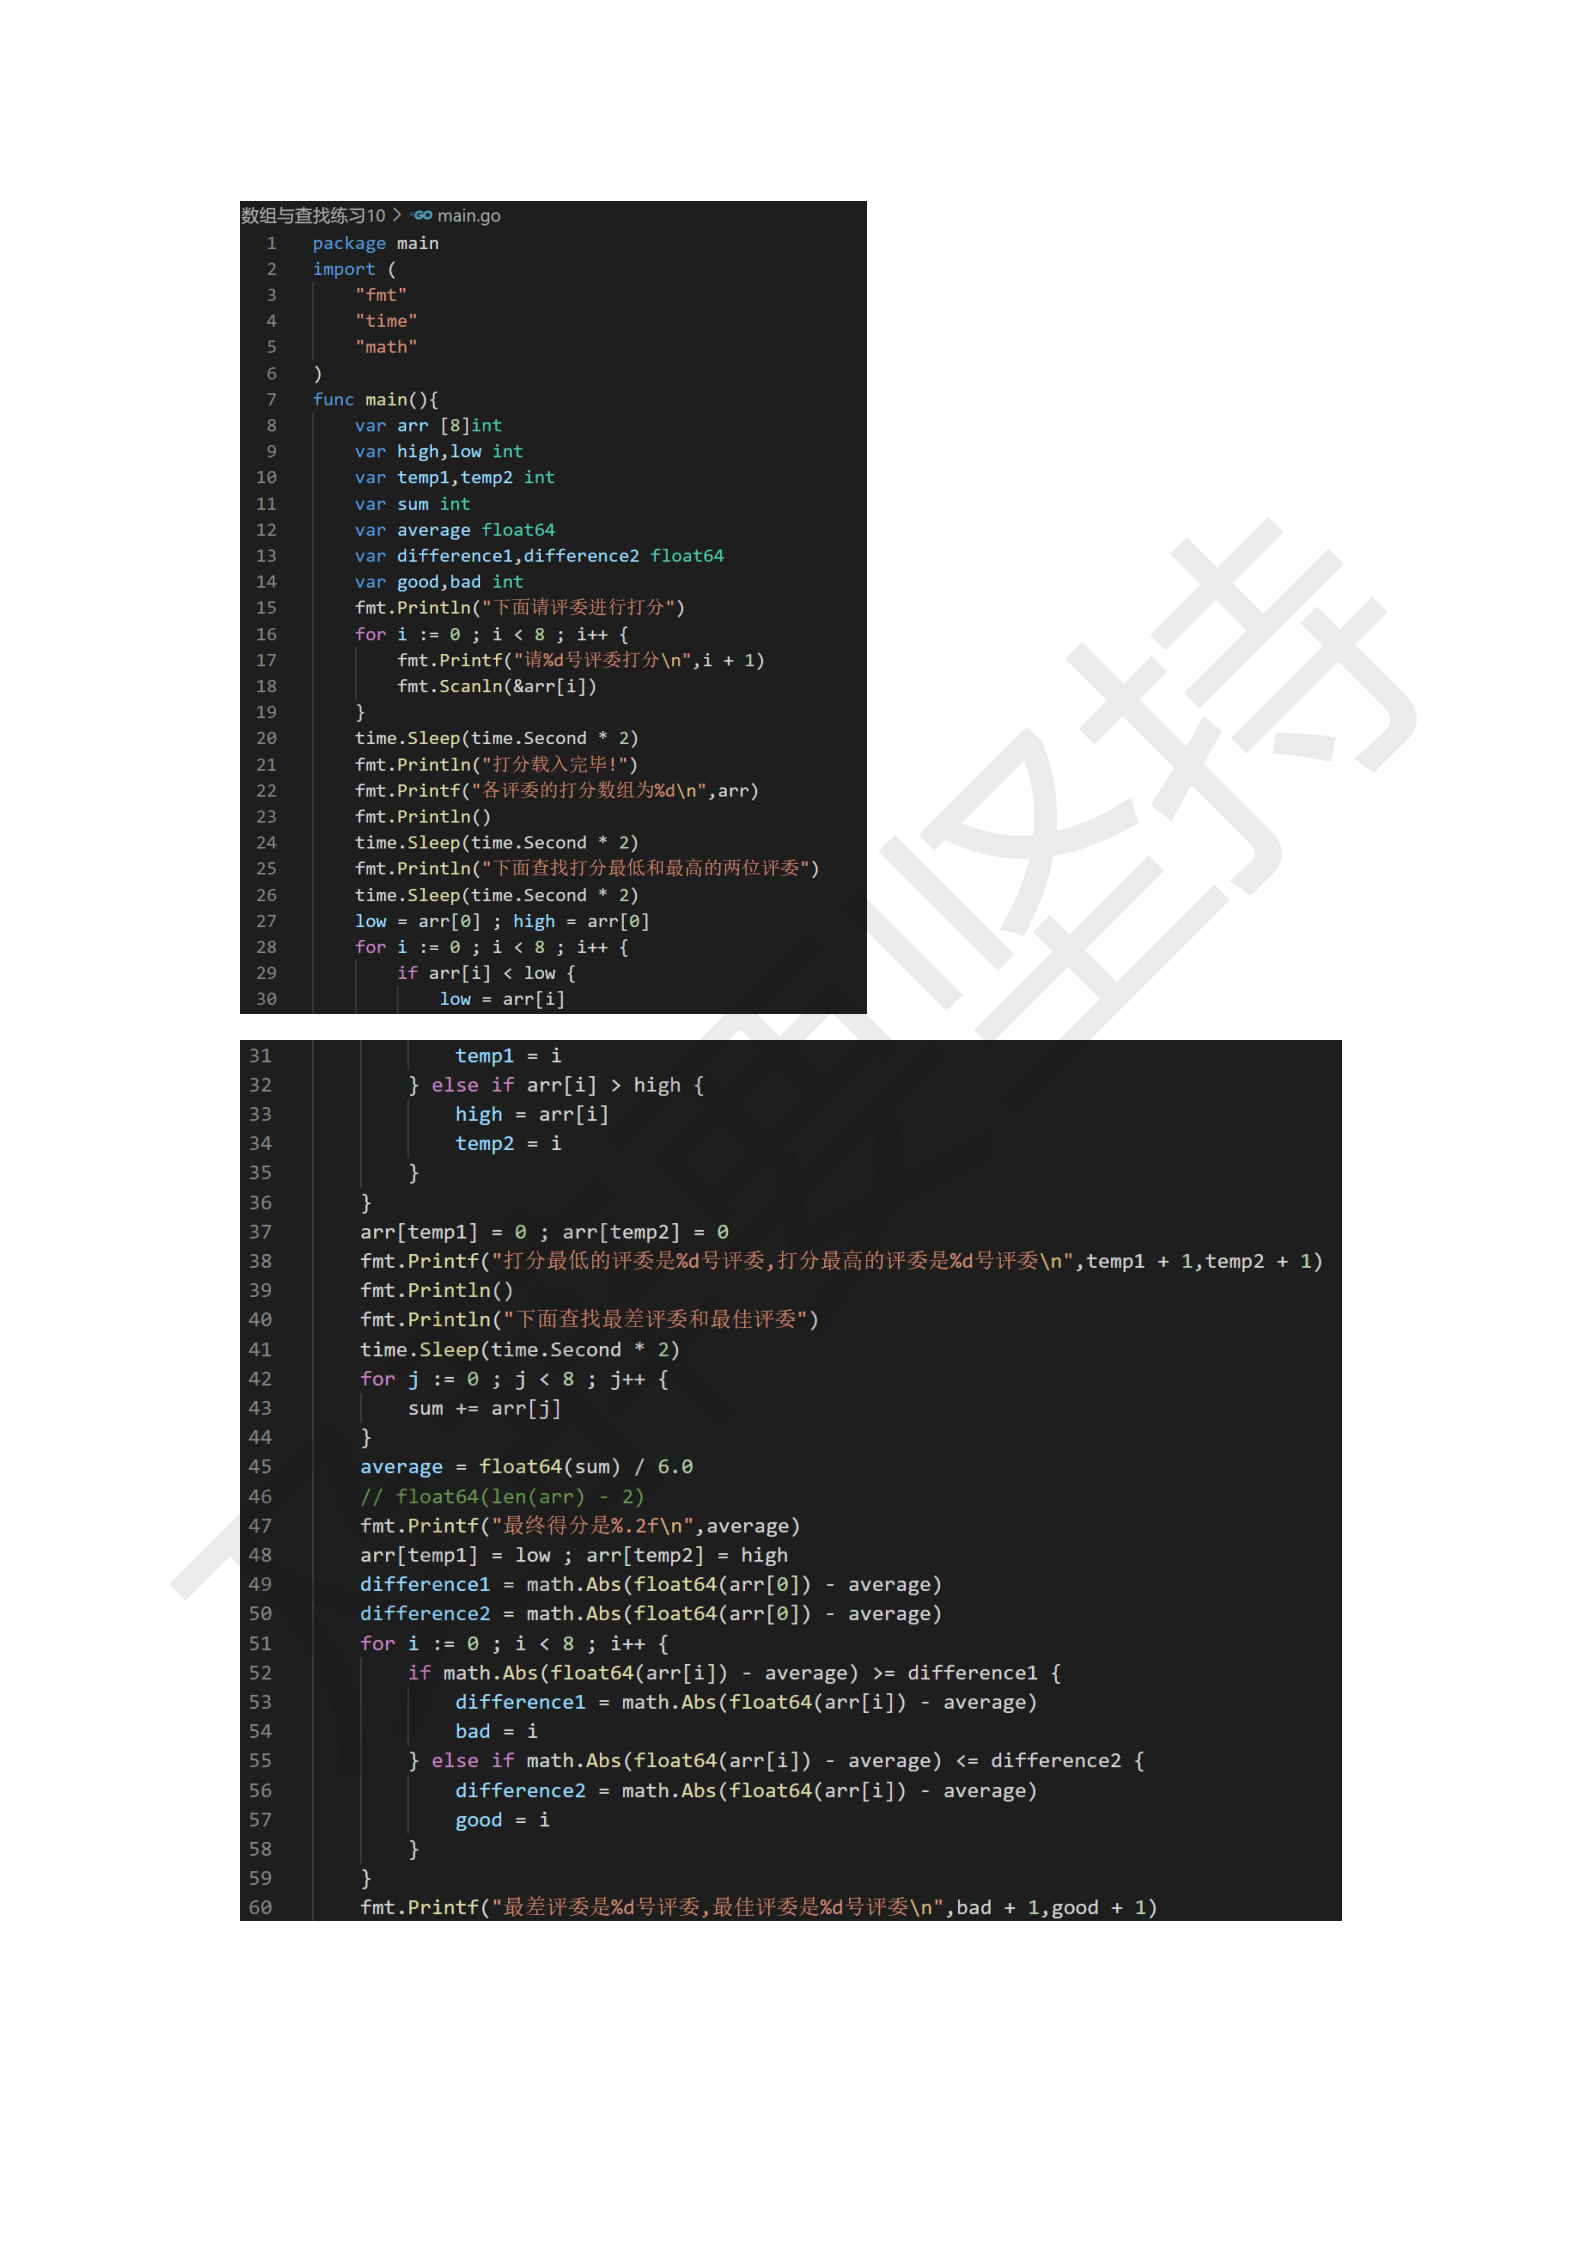 数组与查找练习10 > GO main.go
1 package main
2 import (
3 "fmt"
4 "time"
5 "math"
6 )
7 func main(){
8 var arr [8]int
9 var high,low int
10 var temp1,temp2 int
11 var sum int
12 var average float64
13 var difference1,difference2 float64
14 var good,bad int
15 fmt.Println("下面请评委进行打分")
16 for i := 0 ; i < 8 ; i++ {
17 fmt.Printf("请%d号评委打分\n",i + 1)
18 fmt.Scanln(&arr[i])
19 }
20 time.Sleep(time.Second * 2)
21 fmt.Println("打分载入完毕!")
22 fmt.Printf("各评委的打分数组为%d\n",arr)
23 fmt.Println()
24 time.Sleep(time.Second * 2)
25 fmt.Println("下面查找打分最低和最高的两位评委")
26 time.Sleep(time.Second * 2)
27 low = arr[0] ; high = arr[0]
28 for i := 0 ; i < 8 ; i++ {
29 if arr[i] < low {
30 low = arr[i]
31 temp1 = i
32 } else if arr[i] > high {
33 high = arr[i]
34 temp2 = i
35 }
36 }
37 arr[temp1] = 0 ; arr[temp2] = 0
38 fmt.Printf("打分最低的评委是%d号评委,打分最高的评委是%d号评委\n",temp1 + 1,temp2 + 1)
39 fmt.Println()
40 fmt.Println("下面查找最差评委和最佳评委")
41 time.Sleep(time.Second * 2)
42 for j := 0 ; j < 8 ; j++ {
43 sum += arr[j]
44 }
45 average = float64(sum) / 6.0
46 // float64(len(arr) - 2)
47 fmt.Printf("最终得分是%.2f\n",average)
48 arr[temp1] = low ; arr[temp2] = high
49 difference1 = math.Abs(float64(arr[0]) - average)
50 difference2 = math.Abs(float64(arr[0]) - average)
51 for i := 0 ; i < 8 ; i++ {
52 if math.Abs(float64(arr[i]) - average) >= difference1 {
53 difference1 = math.Abs(float64(arr[i]) - average)
54 bad = i
55 } else if math.Abs(float64(arr[i]) - average) <= difference2 {
56 difference2 = math.Abs(float64(arr[i]) - average)
57 good = i
58 }
59 }
60 fmt.Printf("最差评委是%d号评委,最佳评委是%d号评委\n",bad + 1,good + 1)
坚持